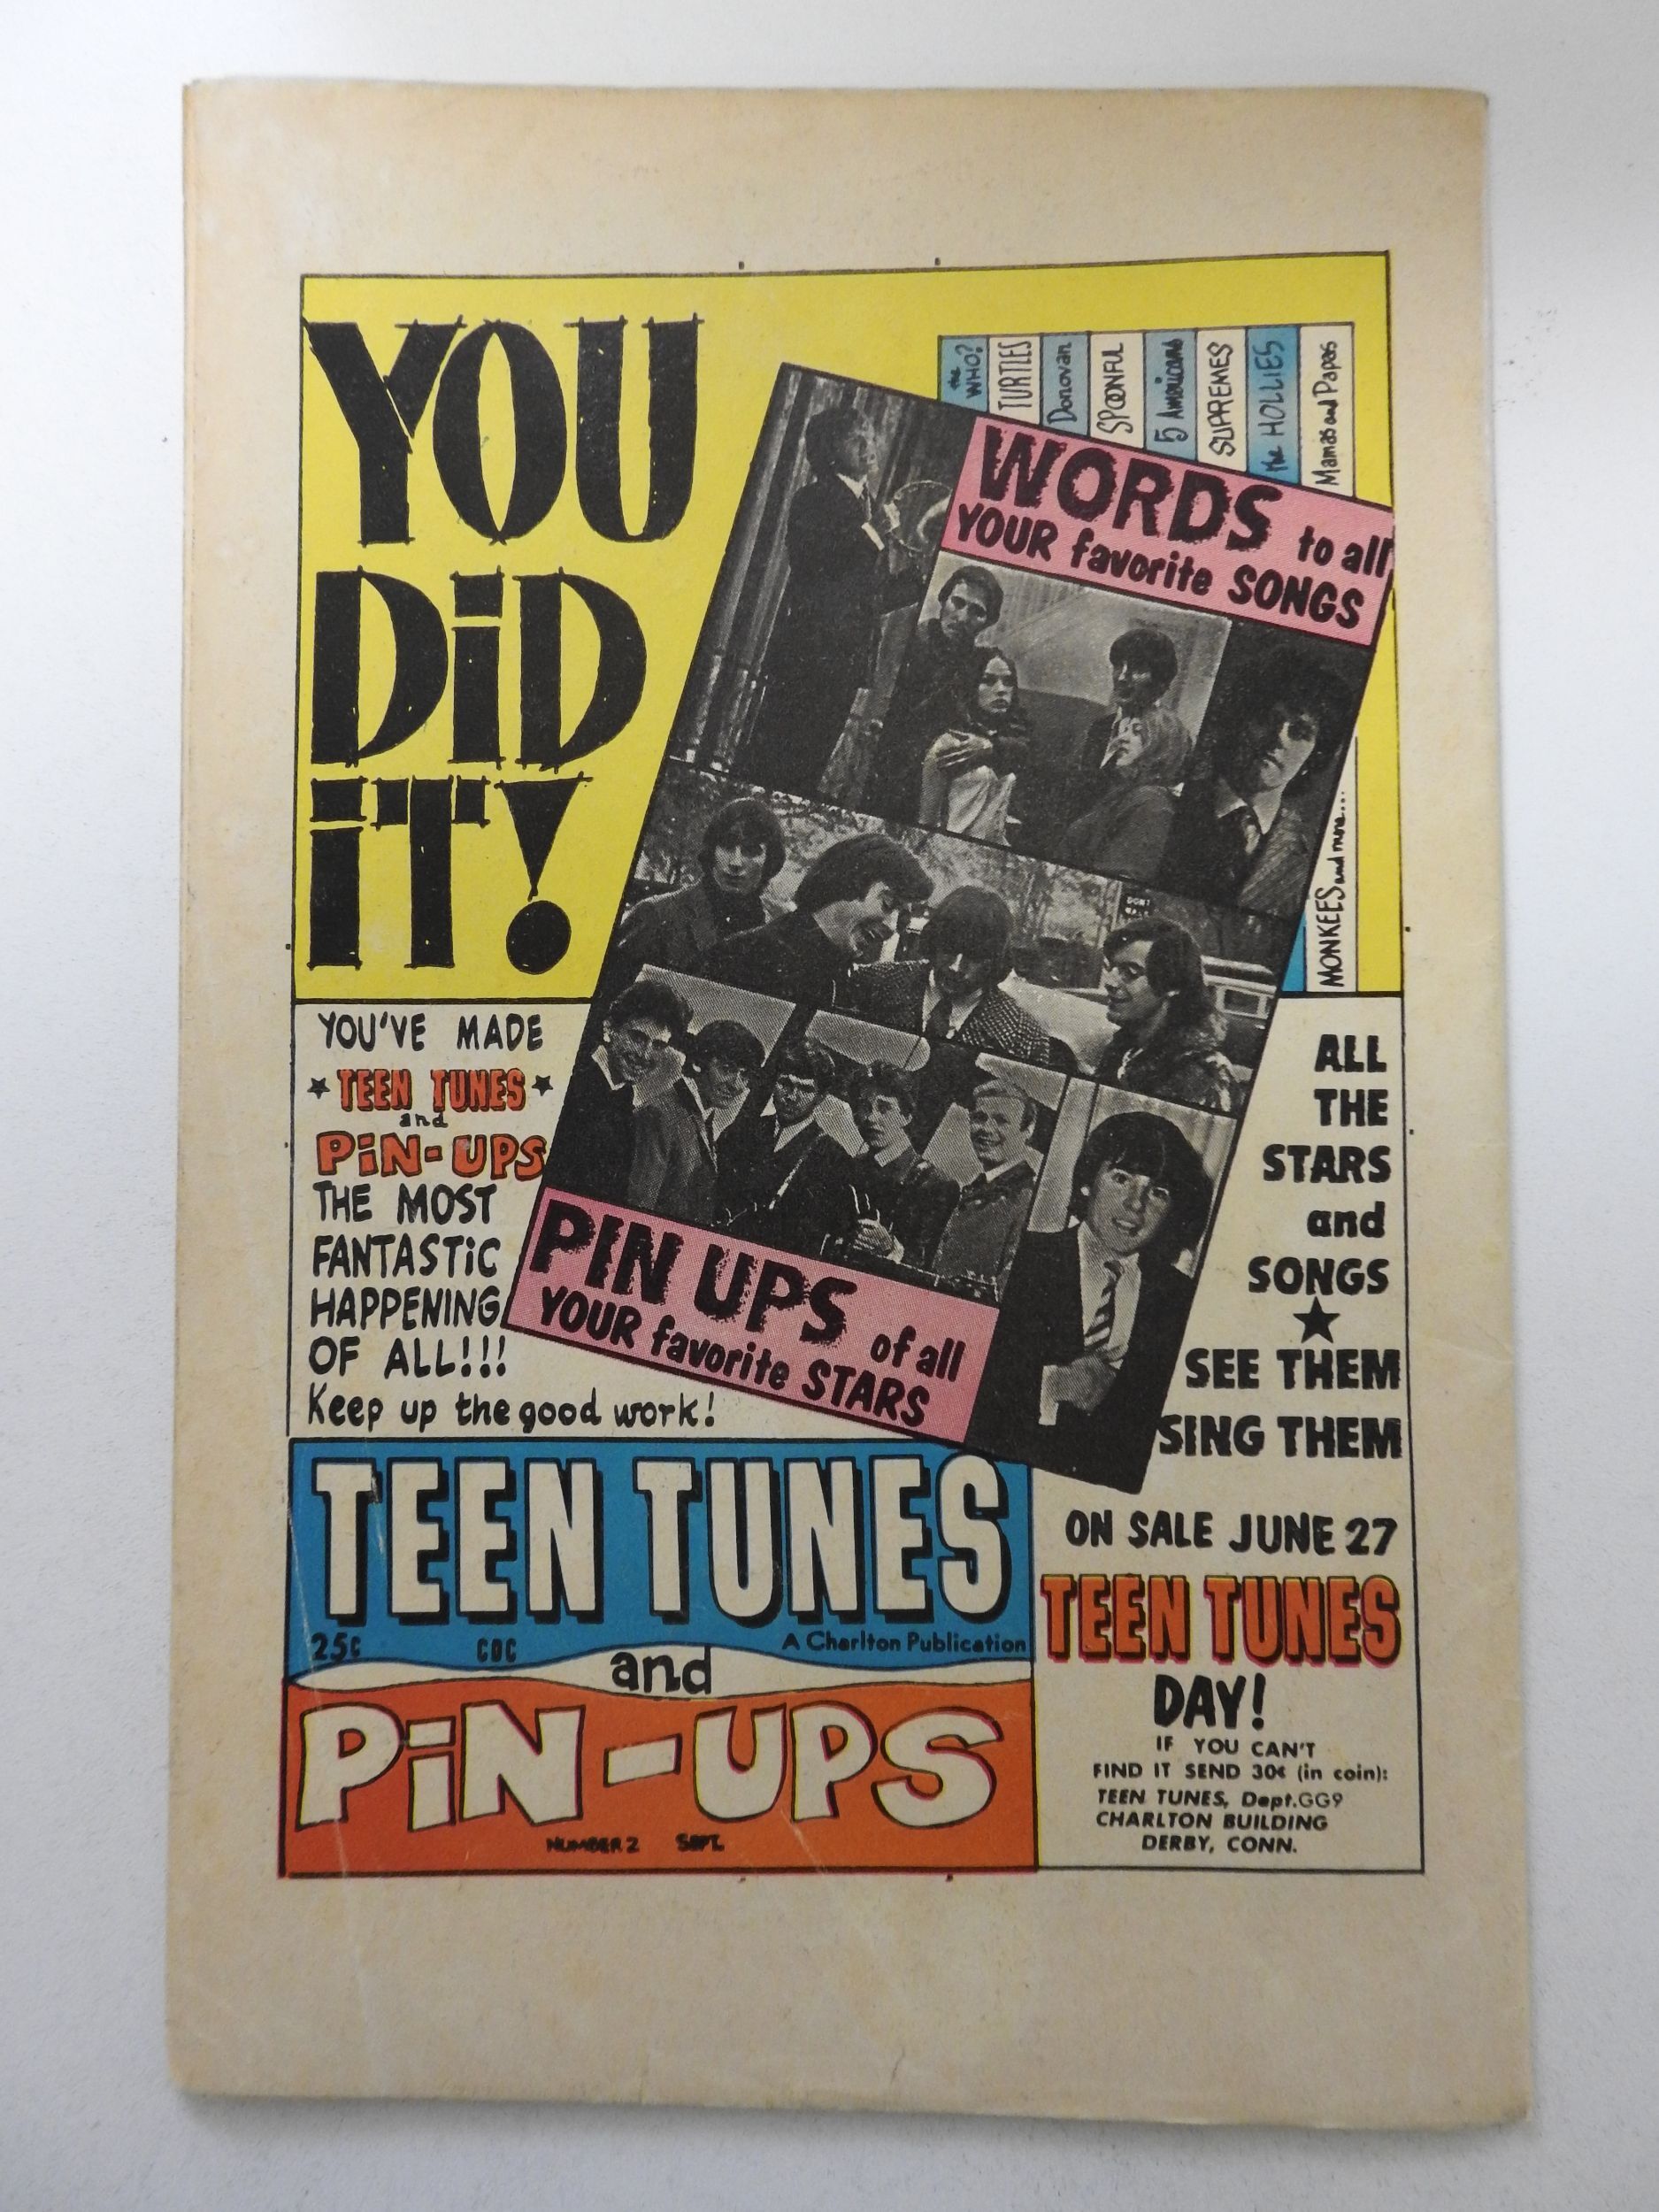 YOU
DiD
iT!
the WHO?
TURTLES
Donovan
SPOONFUL
5 Americans
SUPREMES
the HOLLIES
Mamas and Papas
MONKEES and more...
WORDS to all
YOUR favorite SONGS
DON'T
WALK
PIN UPS of all
YOUR favorite STARS
YOU'VE MADE
TEEN TUNES
and
PiN-UPS
THE MOST
FANTASTiC
HAPPENING
OF ALL!!!
Keep up the good work!
ALL
THE
STARS
and
SONGS
SEE THEM
SING THEM
TEEN TUNES
25¢ CDC A Charlton Publication
and
PiN-UPS
NUMBER 2 SEPT.
ON SALE JUNE 27
TEEN TUNES
DAY!
IF YOU CAN'T
FIND IT SEND 30¢ (in coin):
TEEN TUNES, Dept.GG9
CHARLTON BUILDING
DERBY, CONN.